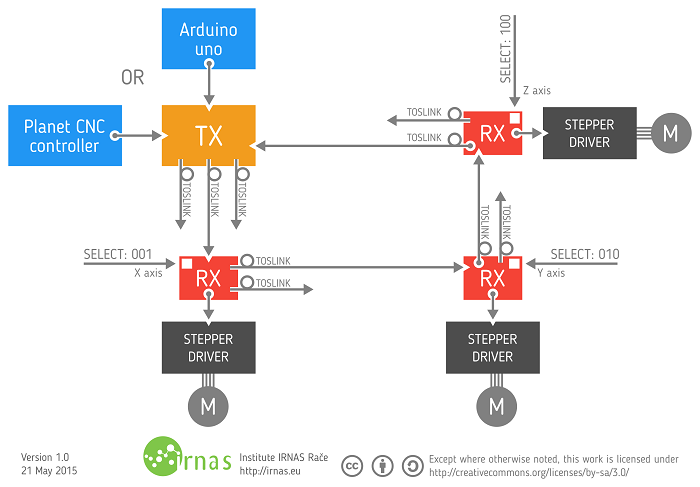 Arduino
uno
OR
Planet CNC
controller
TX
TOSLINK
TOSLINK
TOSLINK
SELECT: 100
Z axis
TOSLINK
TOSLINK
RX
STEPPER
DRIVER
M
SELECT: 001
X axis
RX
TOSLINK
TOSLINK
STEPPER
DRIVER
M
TOSLINK
TOSLINK
RX
SELECT: 010
Y axis
STEPPER
DRIVER
M
Version 1.0
21 May 2015
irnas
Institute IRNAS Rače
http://irnas.eu
cc
Except where otherwise noted, this work is licensed under
http://creativecommons.org/licenses/by-sa/3.0/